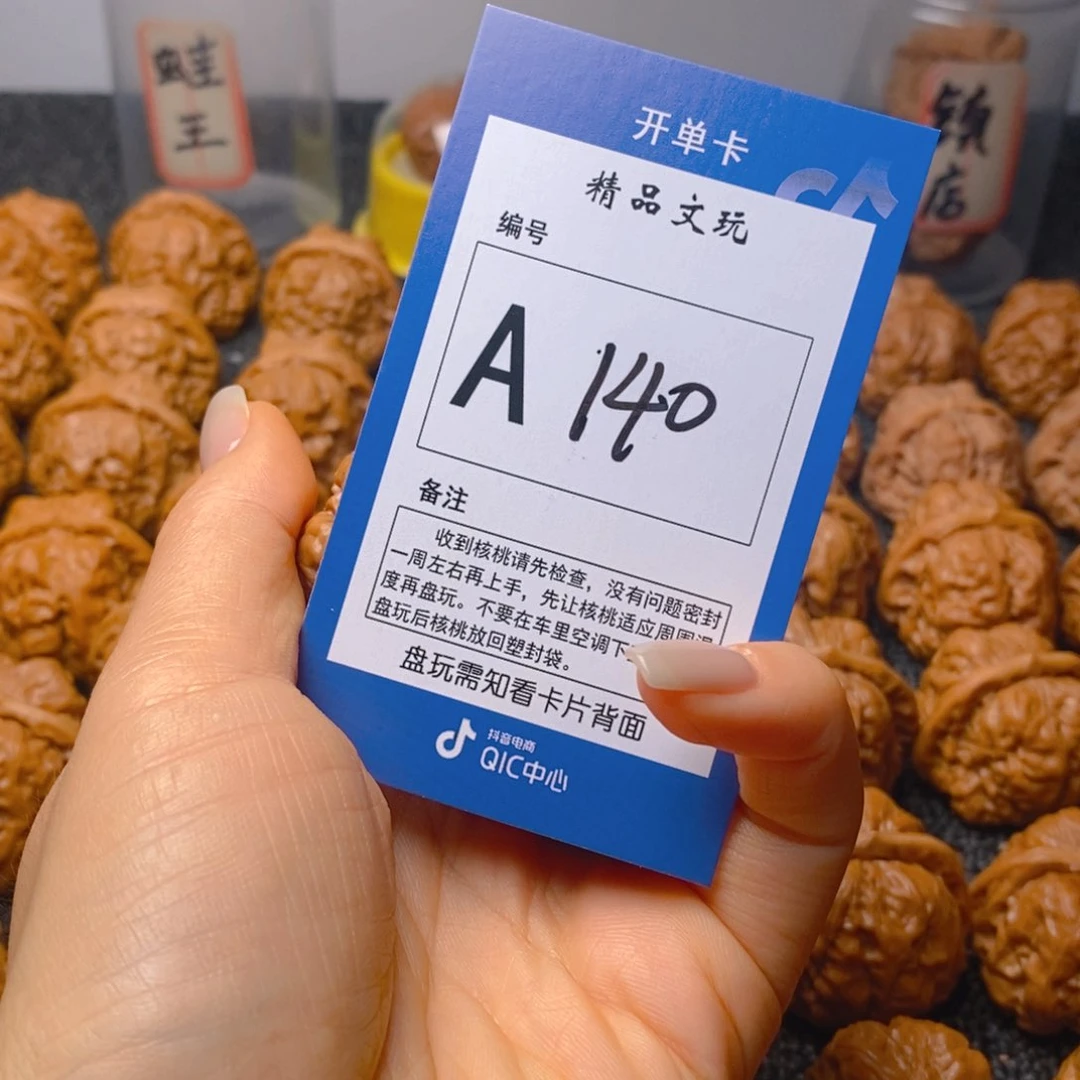 蛙
王
镇
店
开单卡
精品文玩
编号
A 140
备注
收到核桃请先检查，没有问题密封
一周左右再上手，先让核桃适应周围
度再盘玩。不要在车里空调下
盘玩后核桃放回塑封袋。
盘玩需知看卡片背面
抖音电商
QIC中心